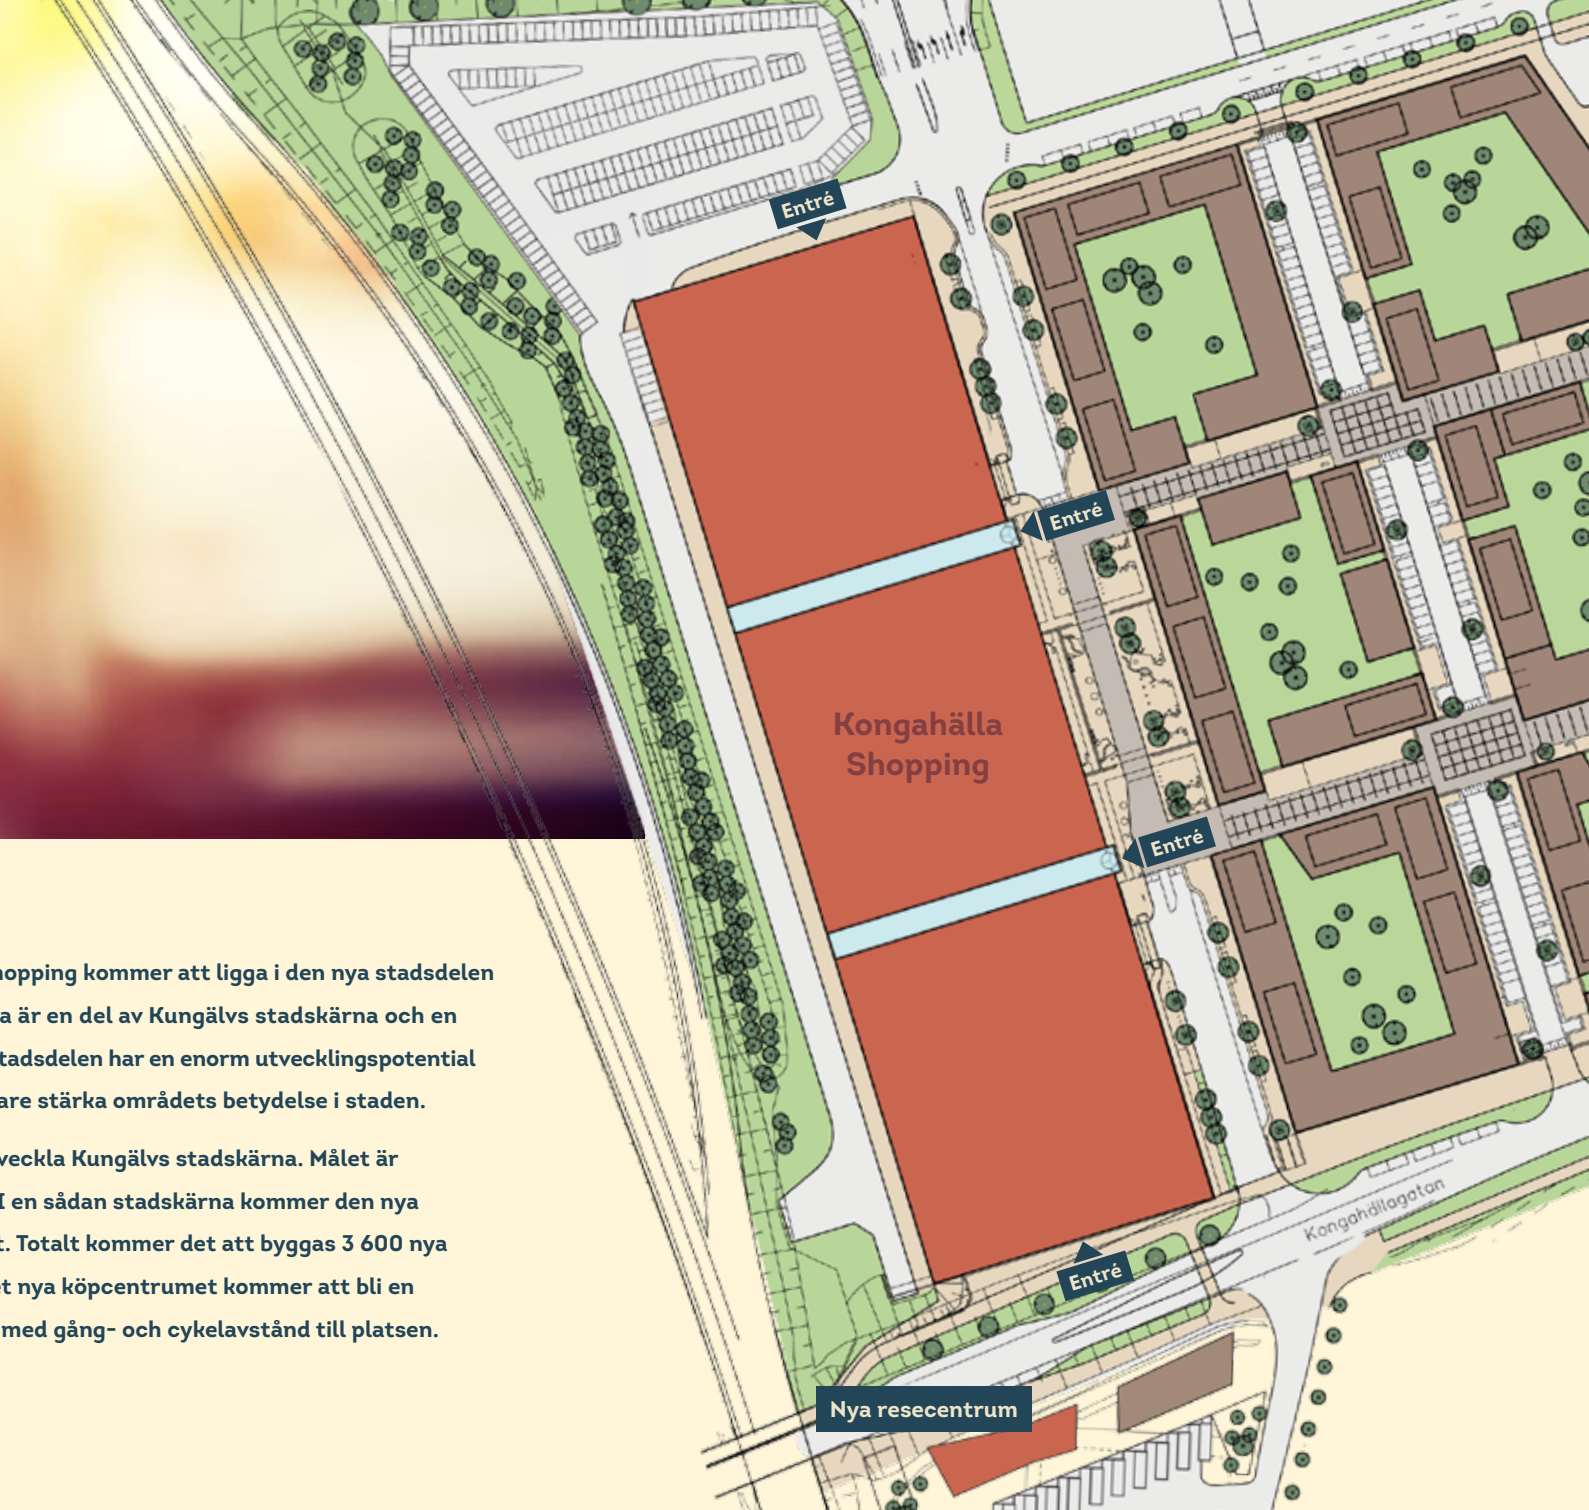 Entré
Entré
Kongahälla
Shopping
Entré
hopping kommer att ligga i den nya stadsdelen
a är en del av Kungälvs stadskärna och en
tadsdelen har en enorm utvecklingspotential
are stärka områdets betydelse i staden.
veckla Kungälvs stadskärna. Målet är
I en sådan stadskärna kommer den nya
t. Totalt kommer det att byggas 3 600 nya
et nya köpcentrumet kommer att bli en
med gång- och cykelavstånd till platsen.
Kongahällagatan
Entré
Nya resecentrum